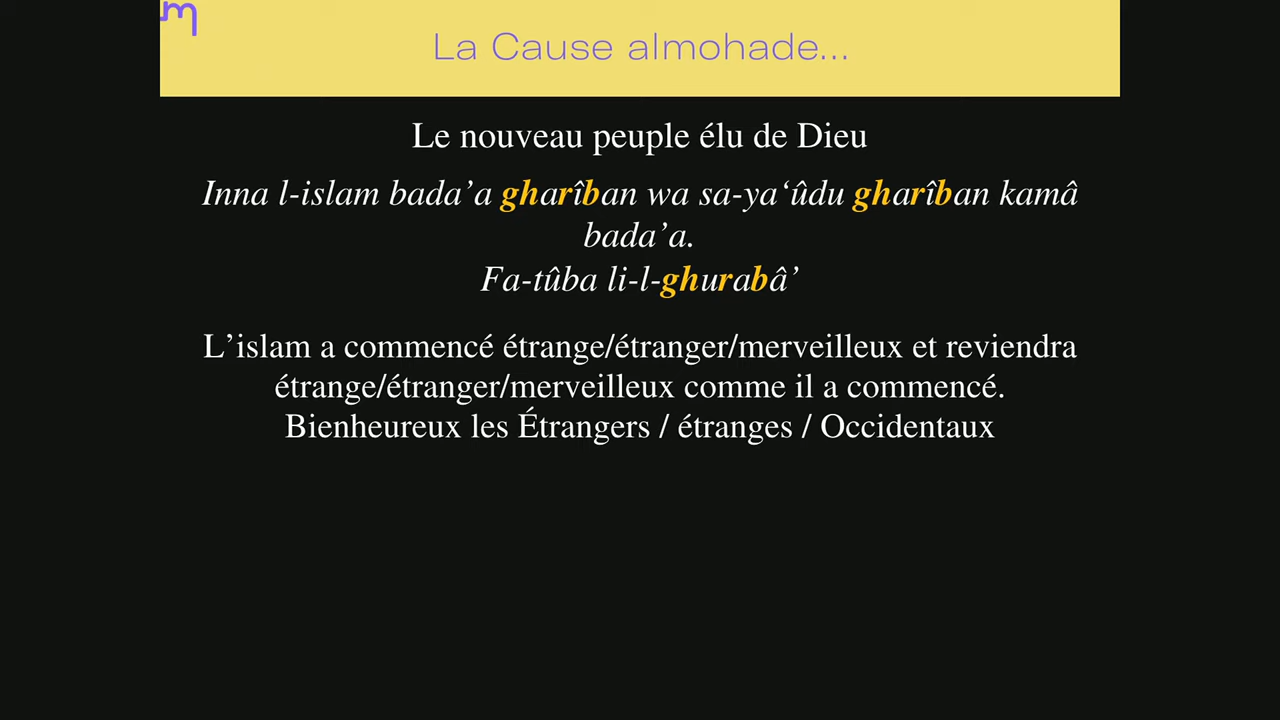 La Cause almohade...
Le nouveau peuple élu de Dieu
Inna l-islam bada’a gharîban wa sa-ya‘ûdu gharîban kamâ
bada’a.
Fa-tûba li-l-ghurabâ’
L’islam a commencé étrange/étranger/merveilleux et reviendra
étrange/étranger/merveilleux comme il a commencé.
Bienheureux les Étrangers / étranges / Occidentaux